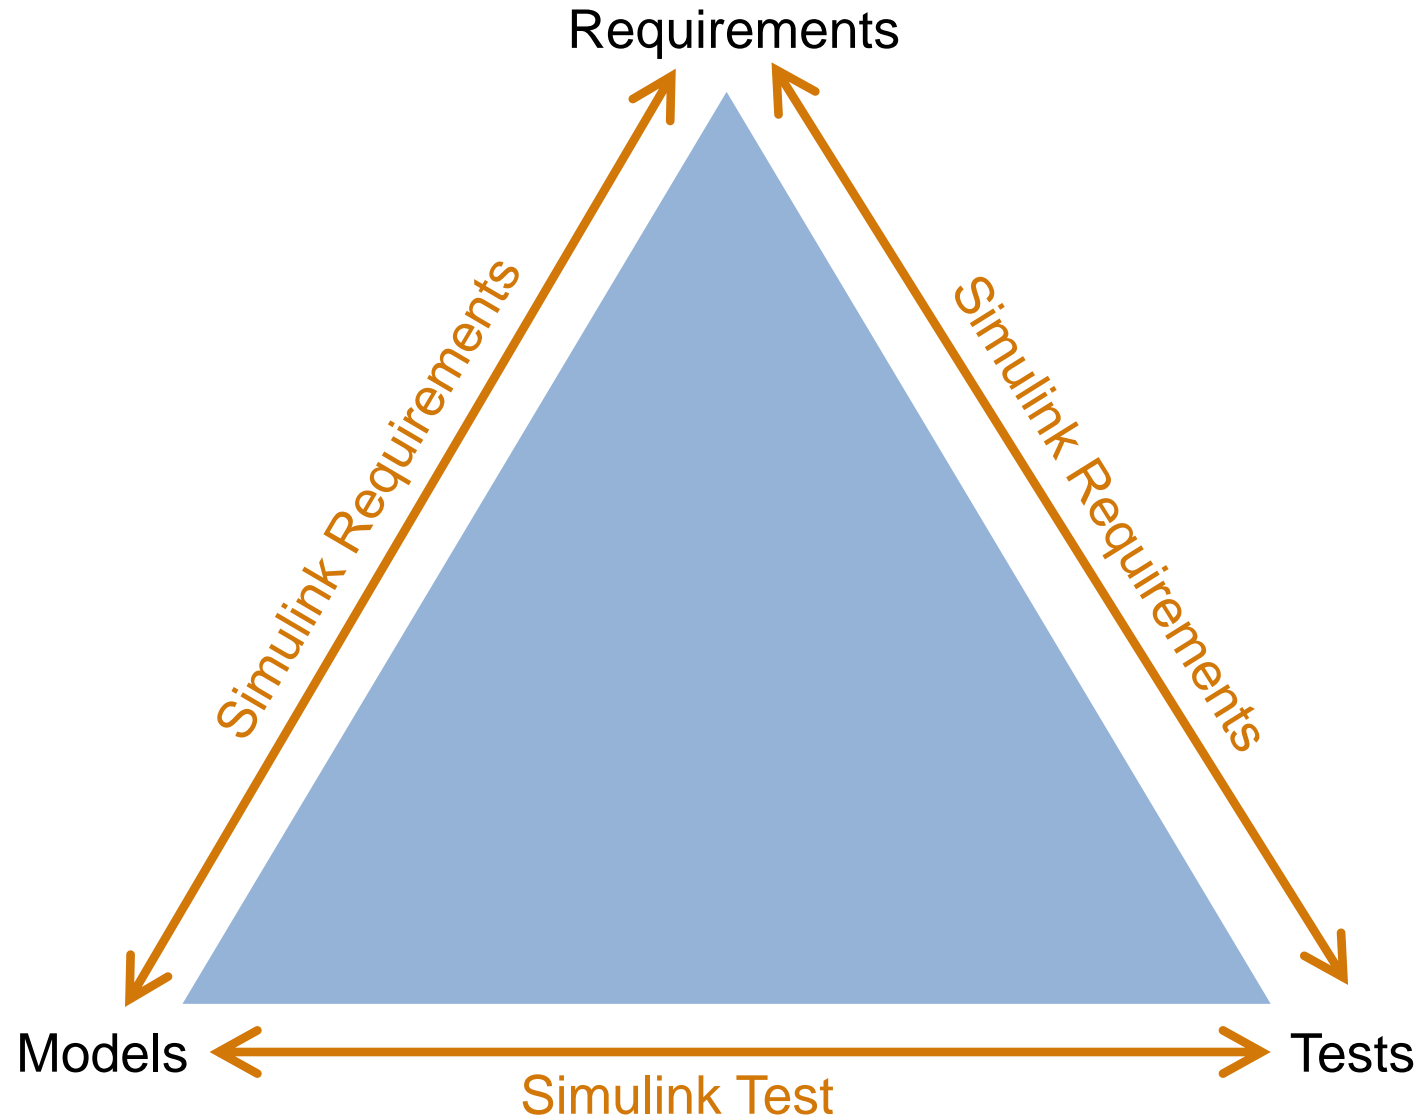 Requirements
Simulink Requirements
Simulink Requirements
Models
Tests
Simulink Test